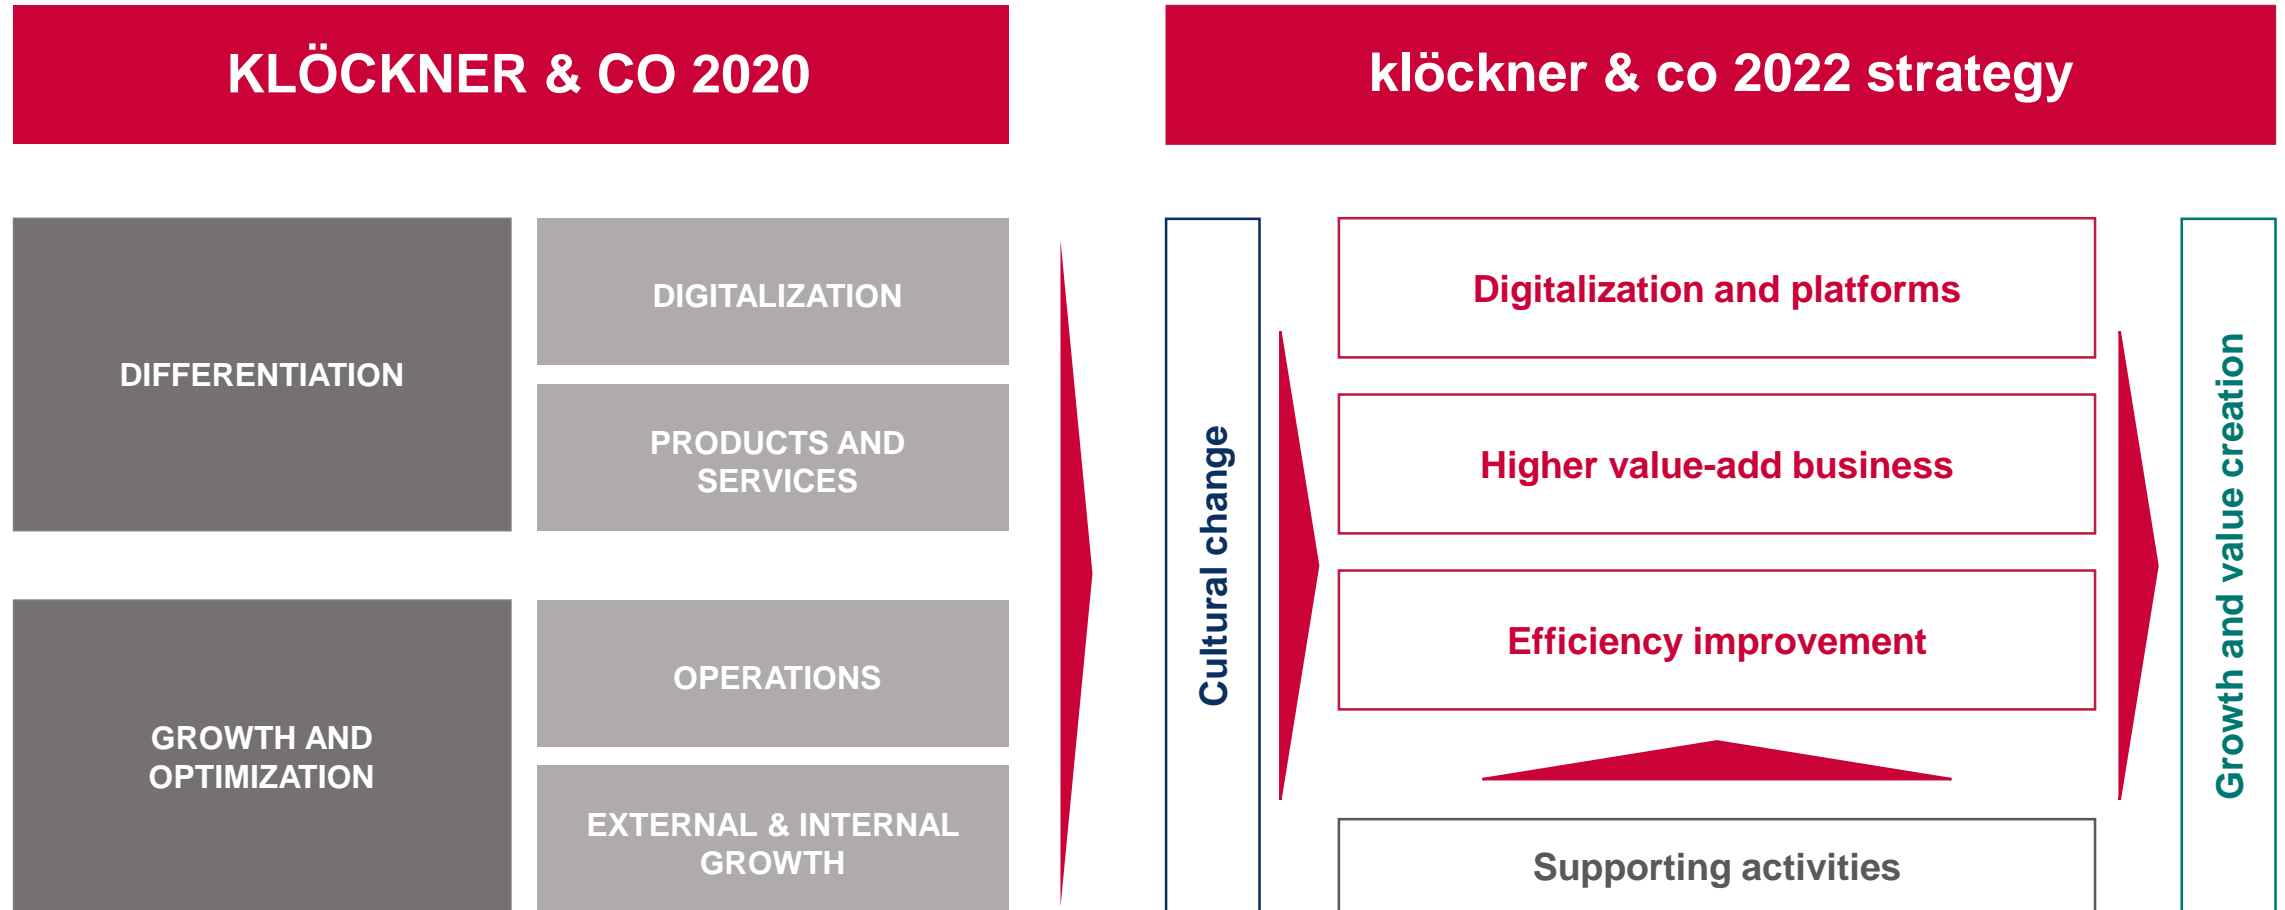 KLÖCKNER & CO 2020
DIFFERENTIATION
DIGITALIZATION
PRODUCTS AND
SERVICES
GROWTH AND
OPTIMIZATION
OPERATIONS
EXTERNAL & INTERNAL
GROWTH
klöckner & co 2022 strategy
Cultural change
Digitalization and platforms
Higher value-add business
Efficiency improvement
Supporting activities
Growth and value creation